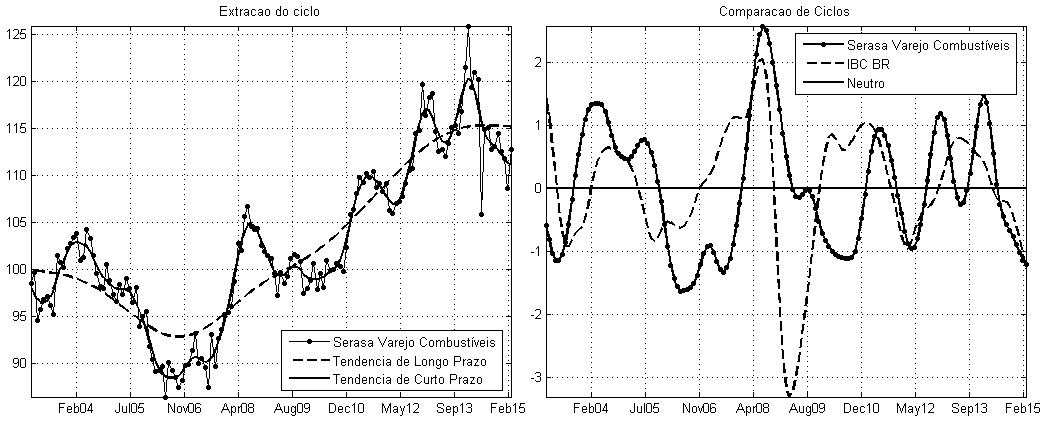 Extracao do ciclo
125
120
115
110
105
100
95
90
Feb04 Jul05 Nov06 Apr08 Aug09 Dec10 May12 Sep13 Feb15
Serasa Varejo Combustíveis
Tendencia de Longo Prazo
Tendencia de Curto Prazo
Comparacao de Ciclos
2
1
0
-1
-2
-3
Feb04 Jul05 Nov06 Apr08 Aug09 Dec10 May12 Sep13 Feb15
Serasa Varejo Combustíveis
IBC BR
Neutro